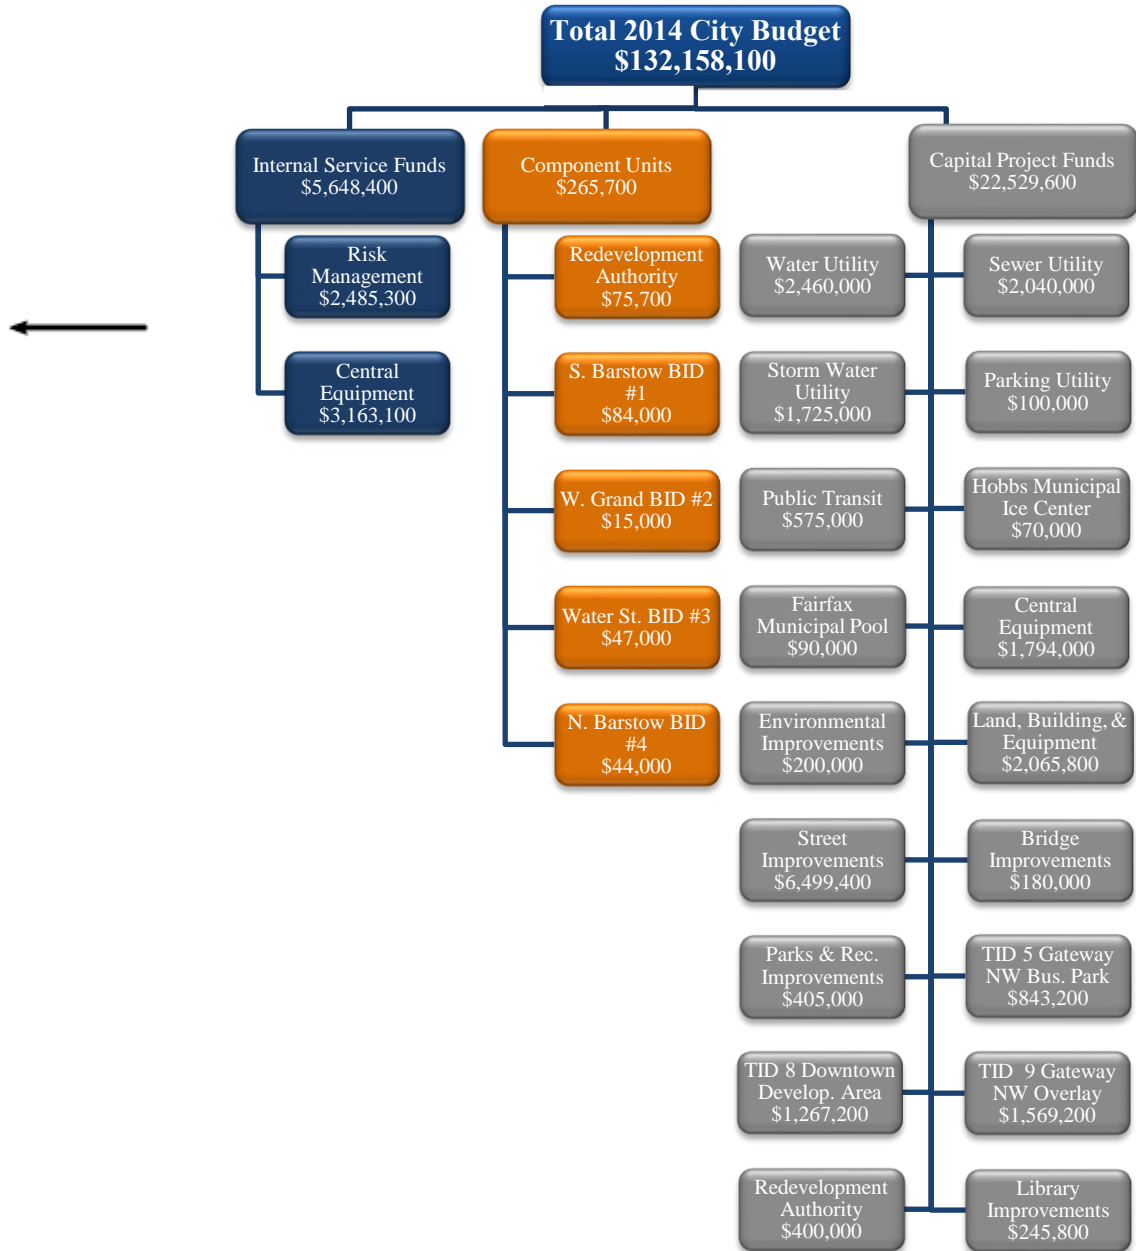 Total 2014 City Budget
$132,158,100
Internal Service Funds
$5,648,400
Risk
Management
$2,485,300
Central
Equipment
$3,163,100
Component Units
$265,700
Redevelopment
Authority
$75,700
S. Barstow BID
#1
$84,000
W. Grand BID #2
$15,000
Water St. BID #3
$47,000
N. Barstow BID
#4
$44,000
Capital Project Funds
$22,529,600
Water Utility
$2,460,000
Sewer Utility
$2,040,000
Storm Water
Utility
$1,725,000
Parking Utility
$100,000
Public Transit
$575,000
Hobbs Municipal
Ice Center
$70,000
Fairfax
Municipal Pool
$90,000
Central
Equipment
$1,794,000
Environmental
Improvements
$200,000
Land, Building, &
Equipment
$2,065,800
Street
Improvements
$6,499,400
Bridge
Improvements
$180,000
Parks & Rec.
Improvements
$405,000
TID 5 Gateway
NW Bus. Park
$843,200
TID 8 Downtown
Develop. Area
$1,267,200
TID 9 Gateway
NW Overlay
$1,569,200
Redevelopment
Authority
$400,000
Library
Improvements
$245,800